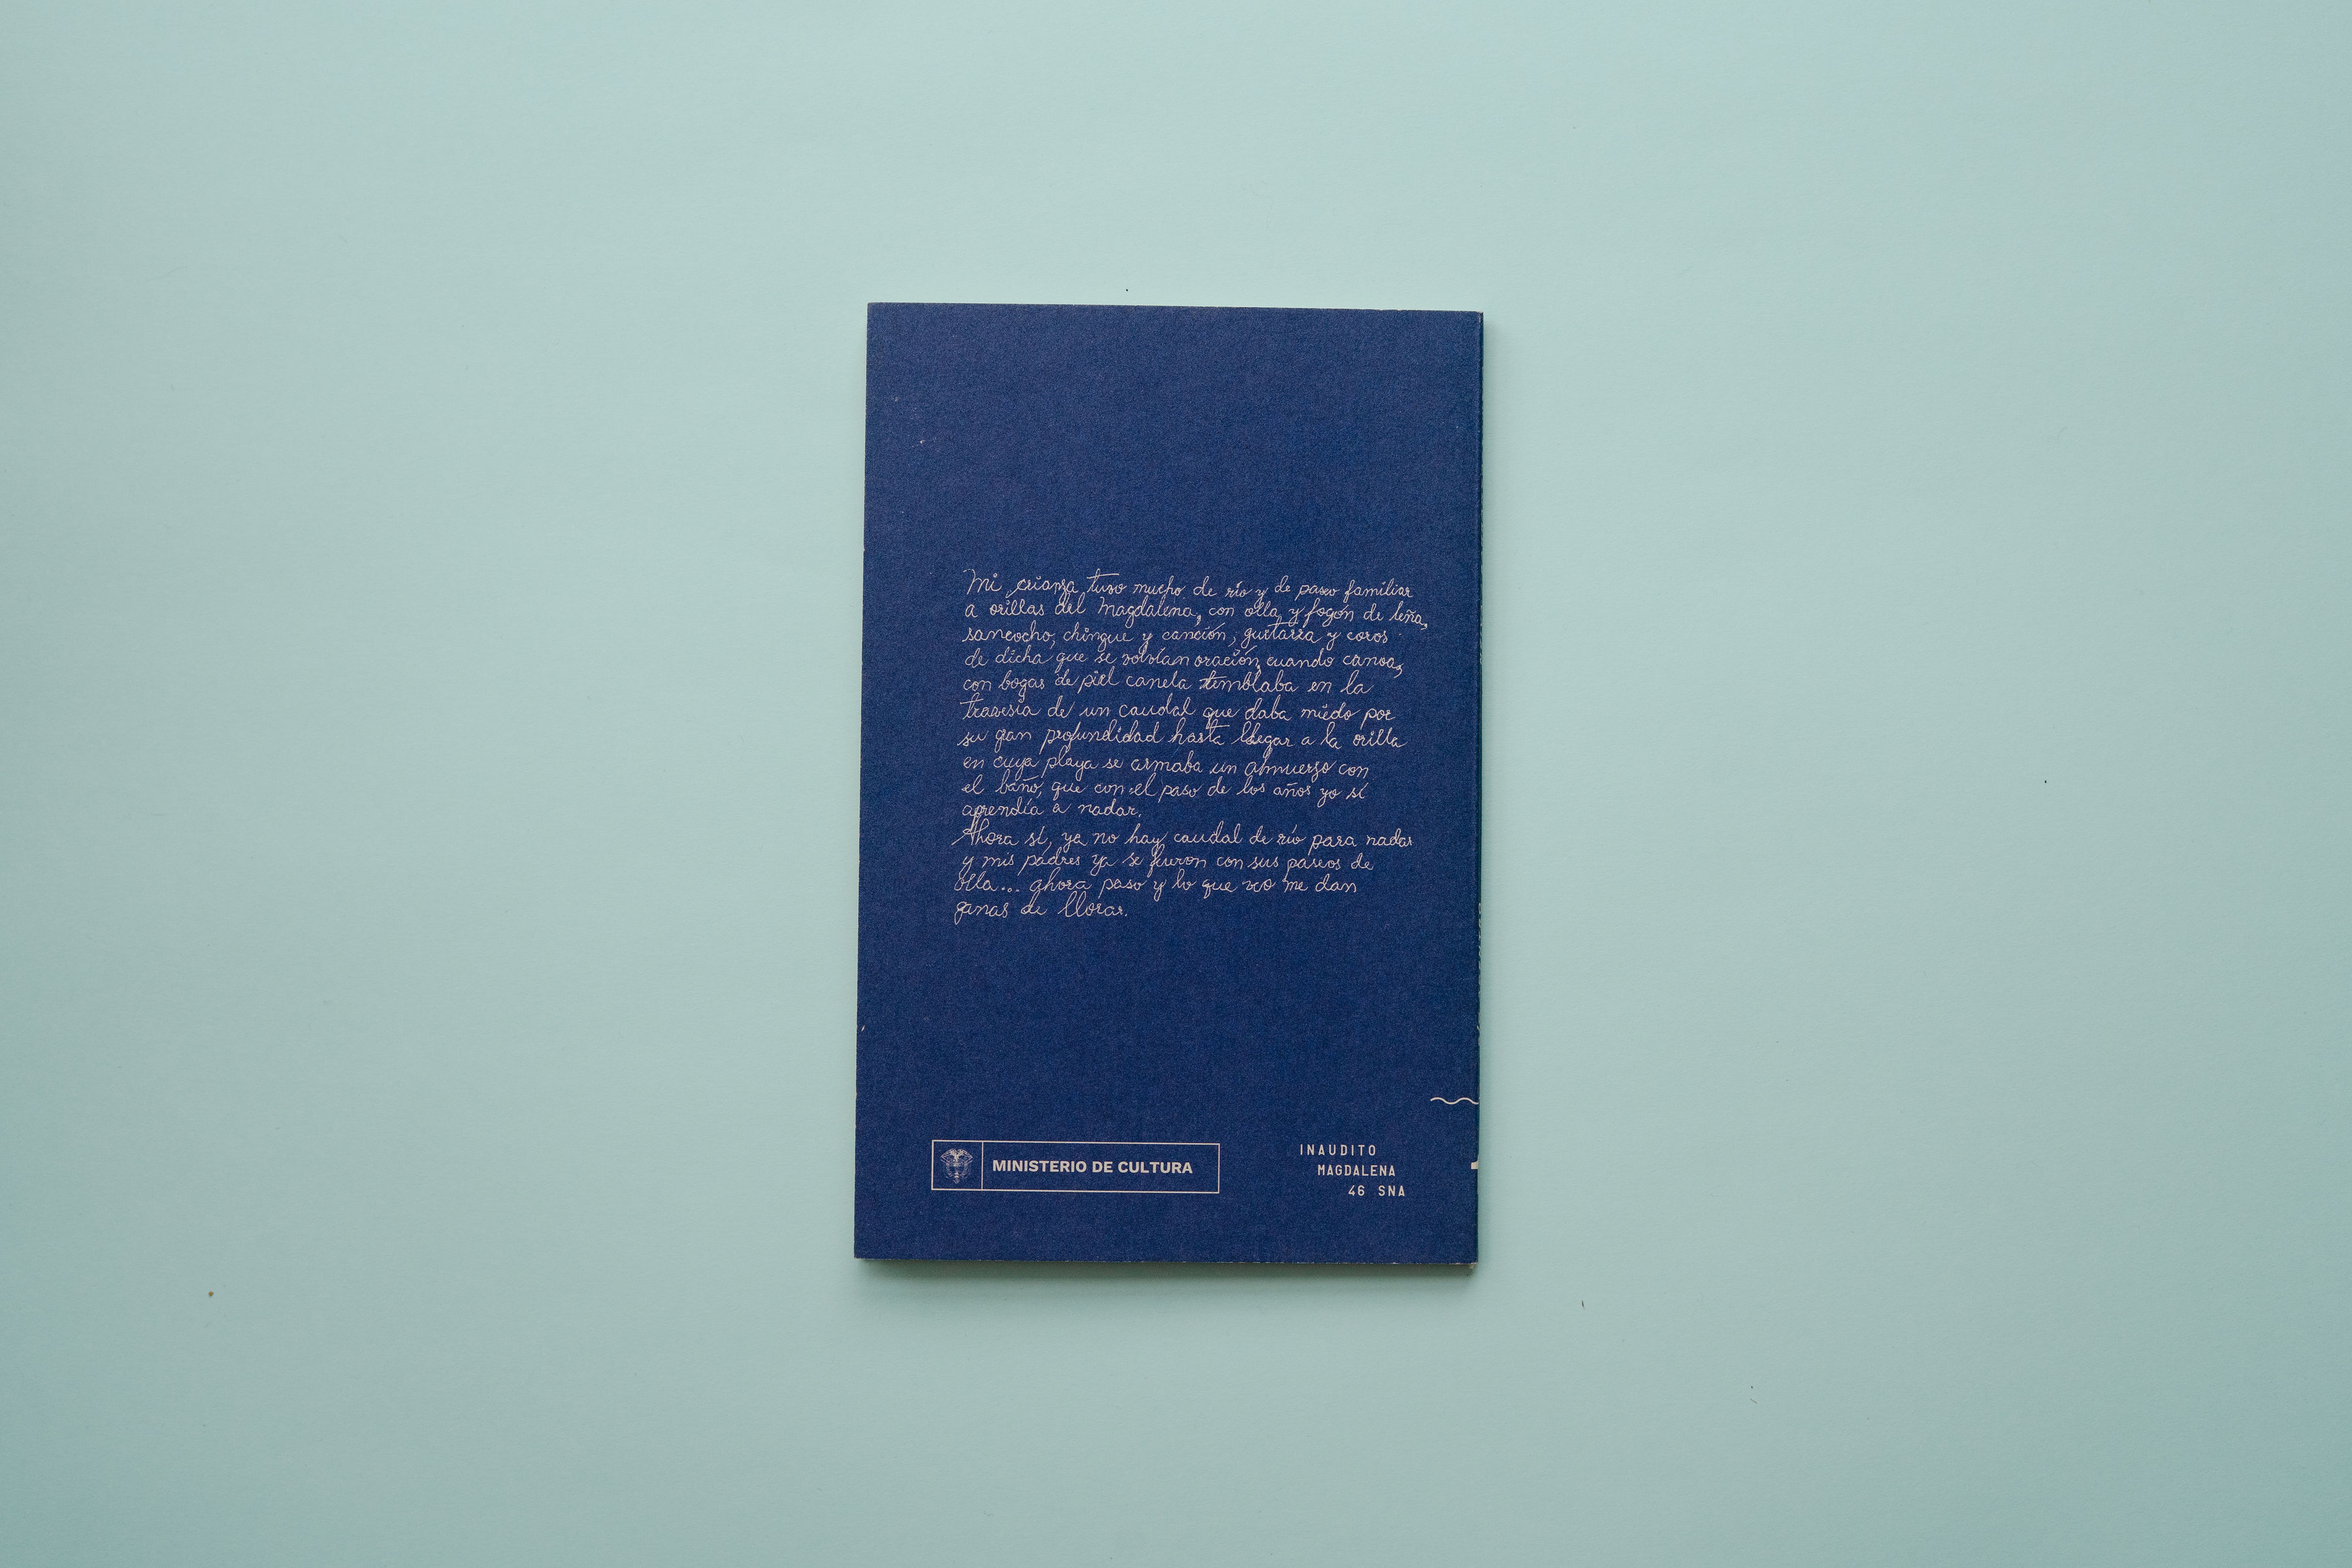 Mi crianza tuvo mucho de río y de paseo familiar
a orillas del Magdalena, con olla y fogón de leña,
sancocho, chingue y canción, guitarra y coros
de dicha que se volvían oración cuando canoa,
con bogas de piel canela temblaba en la
travesía de un caudal que daba miedo por
su gran profundidad hasta llegar a la orilla
en cuya playa se armaba un almuerzo con
el baño, que con el paso de los años yo sí
aprendía a nadar.
Ahora sí, ya no hay caudal de río para nadar
y mis padres ya se fueron con sus paseos de
olla... ahora paso y lo que veo me dan
ganas de llorar.
MINISTERIO DE CULTURA
INAUDITO
MAGDALENA
46 SNA